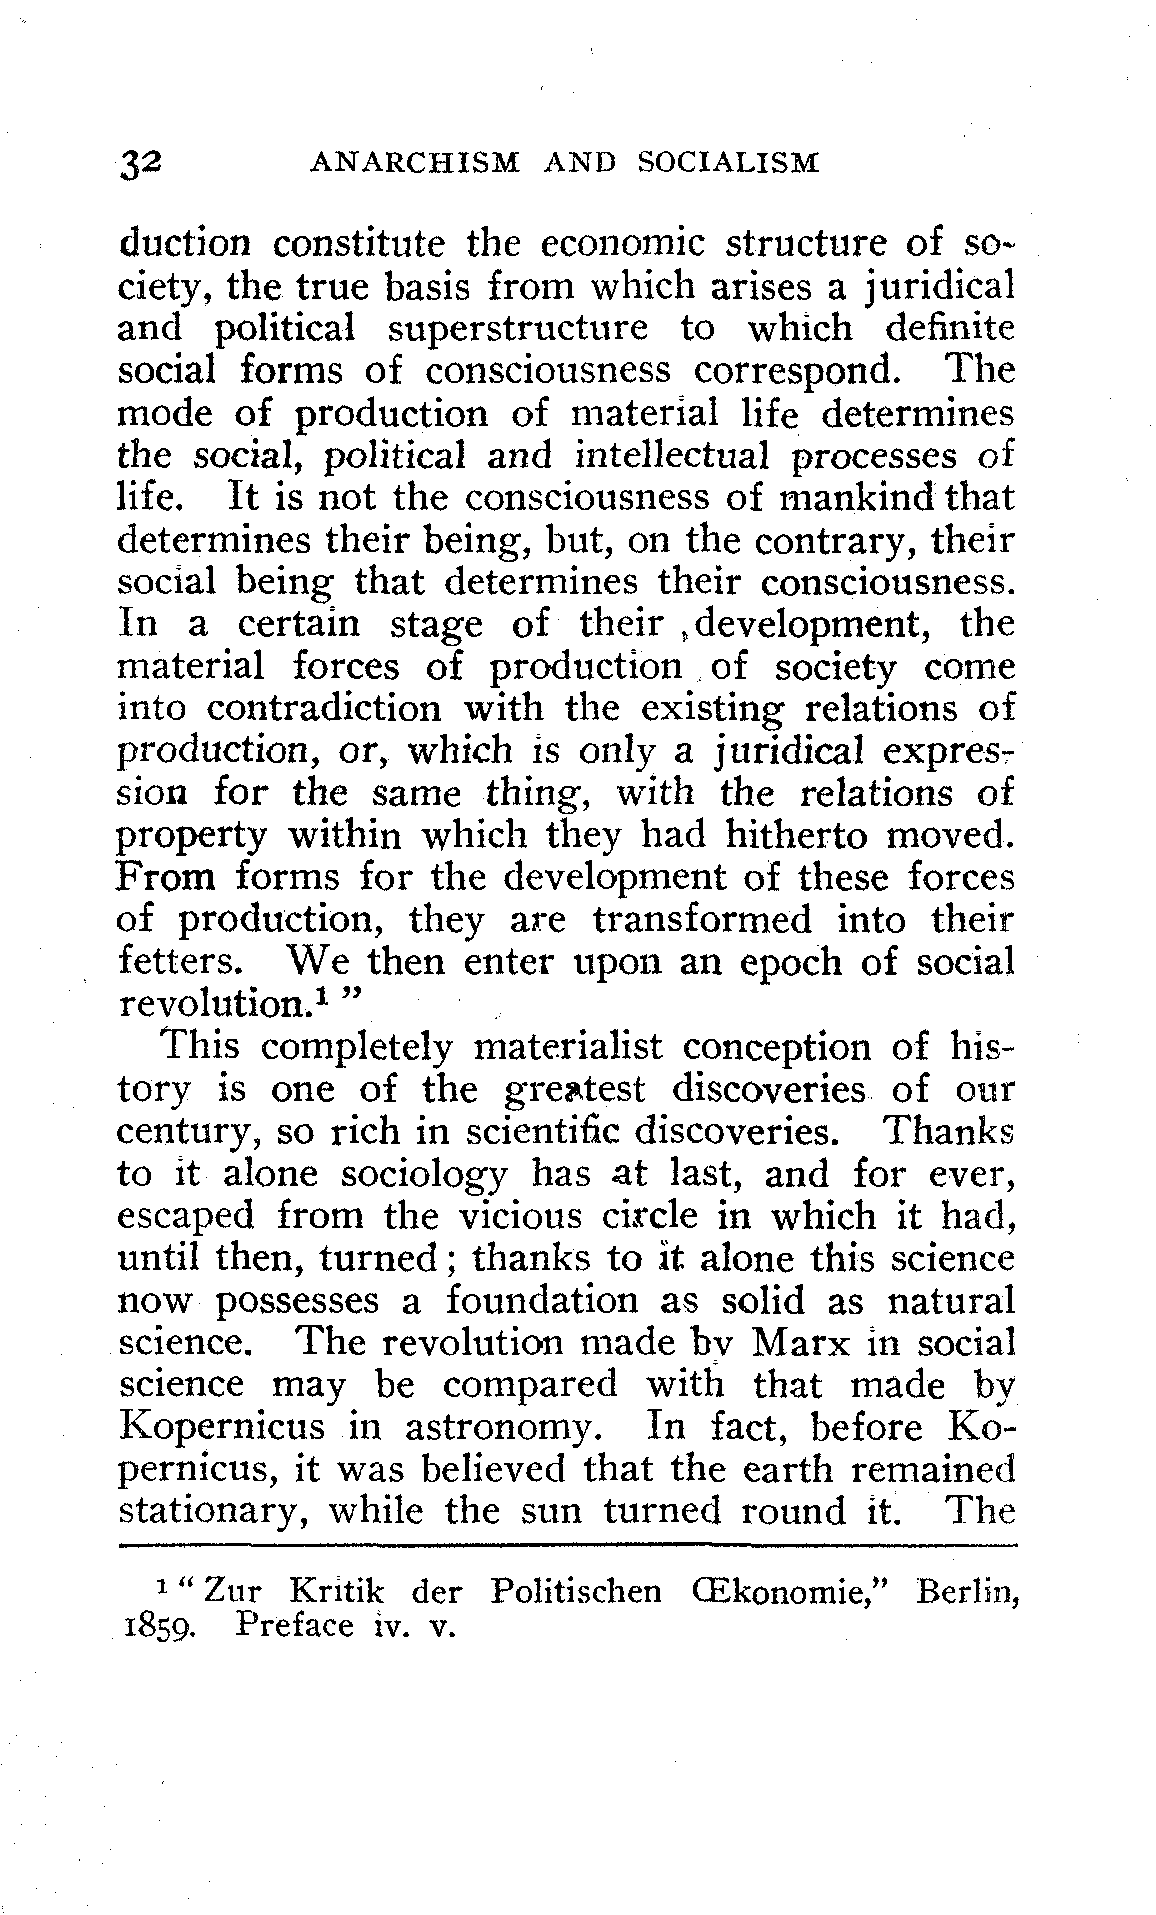 32 ANARCHISM AND SOCIALISM
duction constitute the economic structure of so-
ciety, the true basis from which arises a juridical
and political superstructure to which definite
social forms of consciousness correspond. The
mode of production of material life determines
the social, political and intellectual processes of
life. It is not the consciousness of mankind that
determines their being, but, on the contrary, their
social being that determines their consciousness.
In a certain stage of their development, the
material forces of production of society come
into contradiction with the existing relations of
production, or, which is only a juridical expres-
sion for the same thing, with the relations of
property within which they had hitherto moved.
From forms for the development of these forces
of production, they are transformed into their
fetters. We then enter upon an epoch of social
revolution.¹ ”
This completely materialist conception of his-
tory is one of the greatest discoveries of our
century, so rich in scientific discoveries. Thanks
to it alone sociology has at last, and for ever,
escaped from the vicious circle in which it had,
until then, turned; thanks to it alone this science
now possesses a foundation as solid as natural
science. The revolution made by Marx in social
science may be compared with that made by
Kopernicus in astronomy. In fact, before Ko-
pernicus, it was believed that the earth remained
stationary, while the sun turned round it. The
¹ “ Zur Kritik der Politischen Œkonomie,” Berlin,
1859. Preface iv. v.